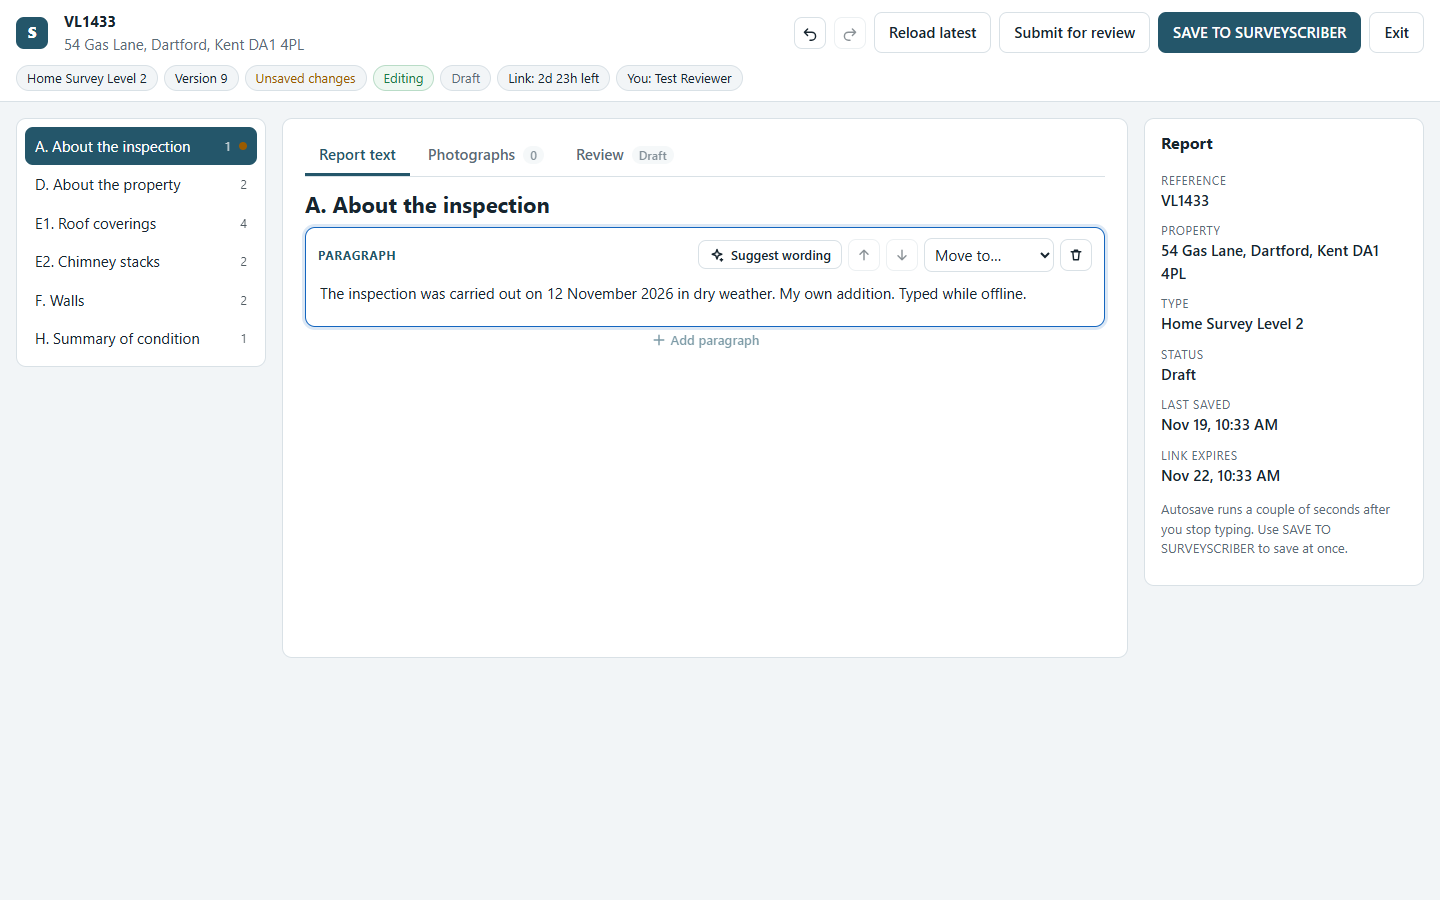 S
VL1433
54 Gas Lane, Dartford, Kent DA1 4PL
Reload latest
Submit for review
SAVE TO SURVEYSCRIBER
Exit
Home Survey Level 2
Version 9
Unsaved changes
Editing
Draft
Link: 2d 23h left
You: Test Reviewer
A. About the inspection 1
D. About the property 2
E1. Roof coverings 4
E2. Chimney stacks 2
F. Walls 2
H. Summary of condition 1
Report text
Photographs 0
Review Draft
A. About the inspection
PARAGRAPH
Suggest wording
Move to...
The inspection was carried out on 12 November 2026 in dry weather. My own addition. Typed while offline.
Add paragraph
Report
REFERENCE
VL1433
PROPERTY
54 Gas Lane, Dartford, Kent DA1
4PL
TYPE
Home Survey Level 2
STATUS
Draft
LAST SAVED
Nov 19, 10:33 AM
LINK EXPIRES
Nov 22, 10:33 AM
Autosave runs a couple of seconds after
you stop typing. Use SAVE TO
SURVEYSCRIBER to save at once.